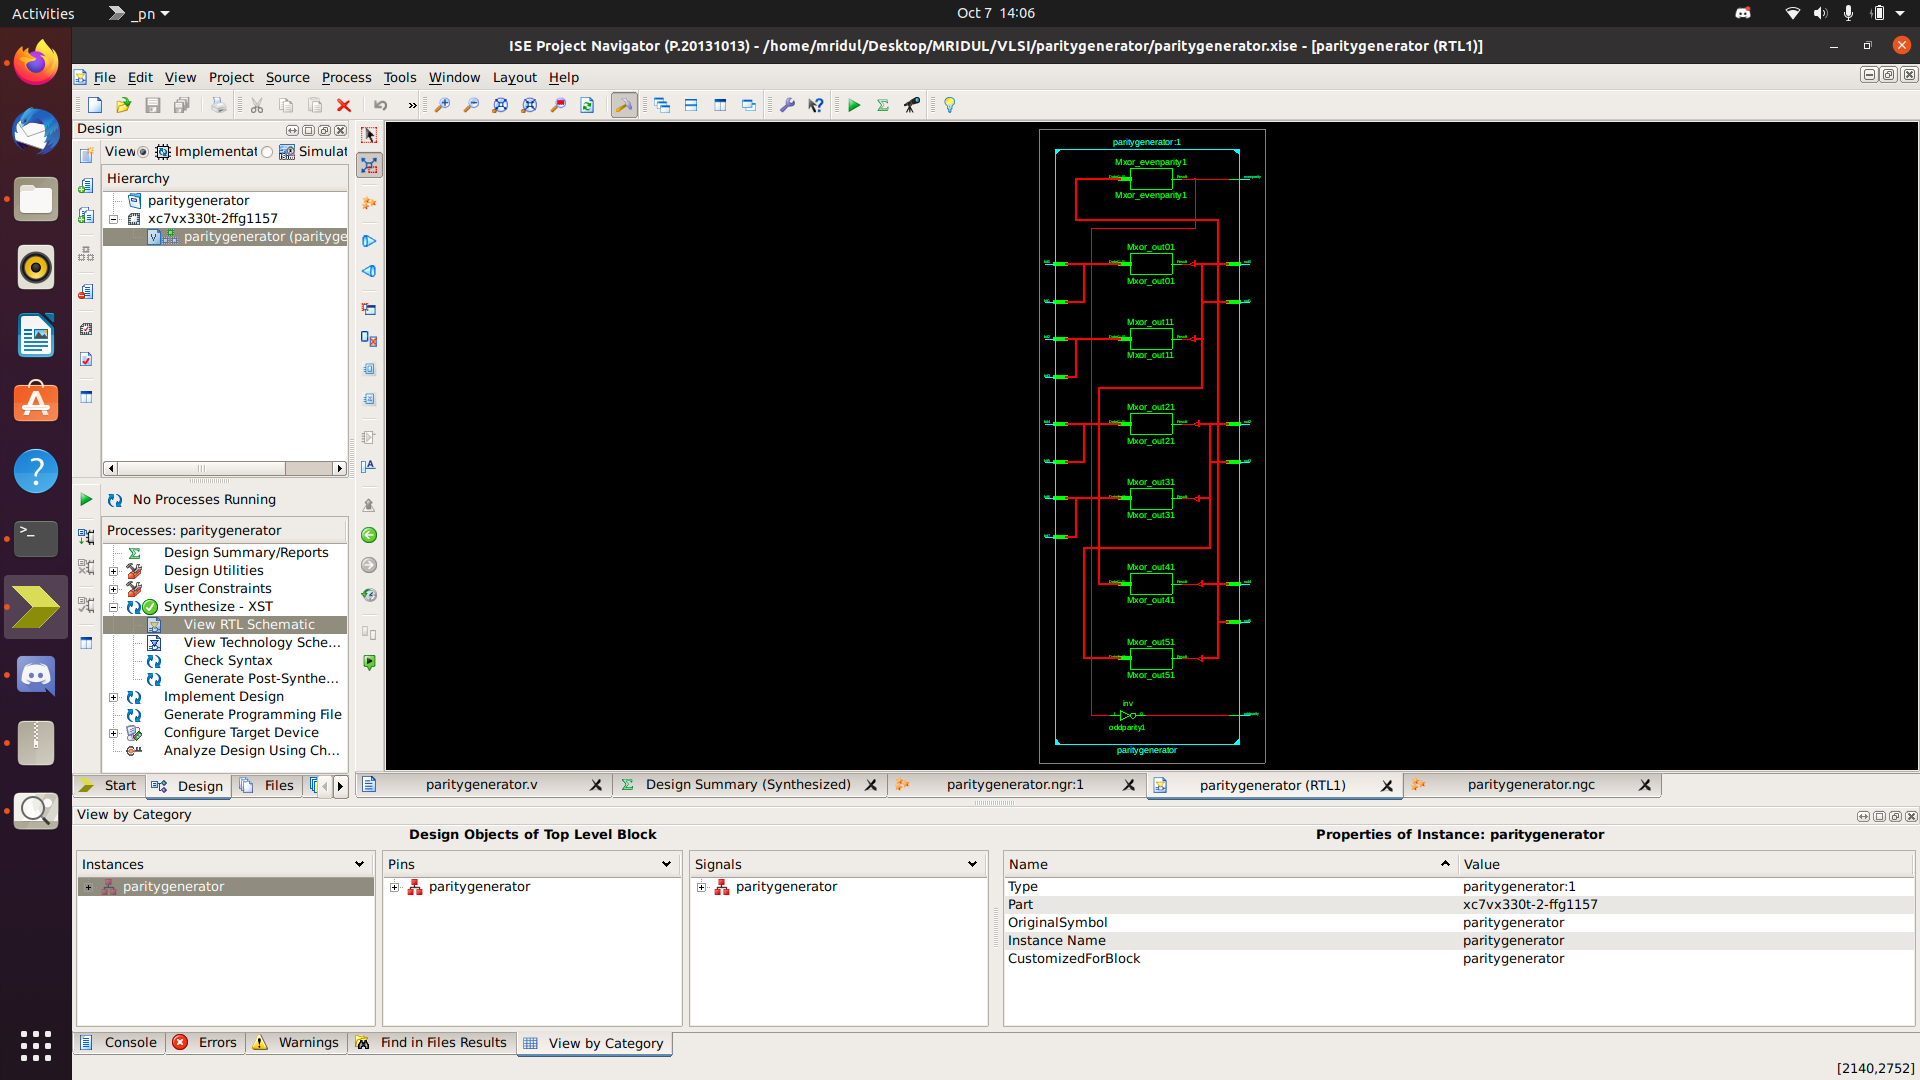 Activities
_pn
Oct 7 14:06
ISE Project Navigator (P.20131013) - /home/mridul/Desktop/MRIDUL/VLSI/paritygenerator/paritygenerator.xise - [paritygenerator (RTL1)]
File Edit View Project Source Process Tools Window Layout Help
Design
View Implementat Simulat
Hierarchy
paritygenerator
xc7vx330t-2ffg1157
paritygenerator (parityge
No Processes Running
Processes: paritygenerator
Design Summary/Reports
Design Utilities
User Constraints
Synthesize - XST
View RTL Schematic
View Technology Sche...
Check Syntax
Generate Post-Synthe...
Implement Design
Generate Programming File
Configure Target Device
Analyze Design Using Ch...
Start Design Files
paritygenerator:1
Mxor_evenparity1
Mxor_evenparity1
Mxor_out01
Mxor_out01
Mxor_out11
Mxor_out11
Mxor_out21
Mxor_out21
Mxor_out31
Mxor_out31
Mxor_out41
Mxor_out41
Mxor_out51
Mxor_out51
inv
oddparity1
paritygenerator
paritygenerator.v
Design Summary (Synthesized)
paritygenerator.ngr:1
paritygenerator (RTL1)
paritygenerator.ngc
View by Category
Design Objects of Top Level Block
Properties of Instance: paritygenerator
Instances
paritygenerator
Pins
paritygenerator
Signals
paritygenerator
Name Value
Type paritygenerator:1
Part xc7vx330t-2-ffg1157
OriginalSymbol paritygenerator
Instance Name paritygenerator
CustomizedForBlock paritygenerator
Console Errors Warnings Find in Files Results View by Category
[2140,2752]